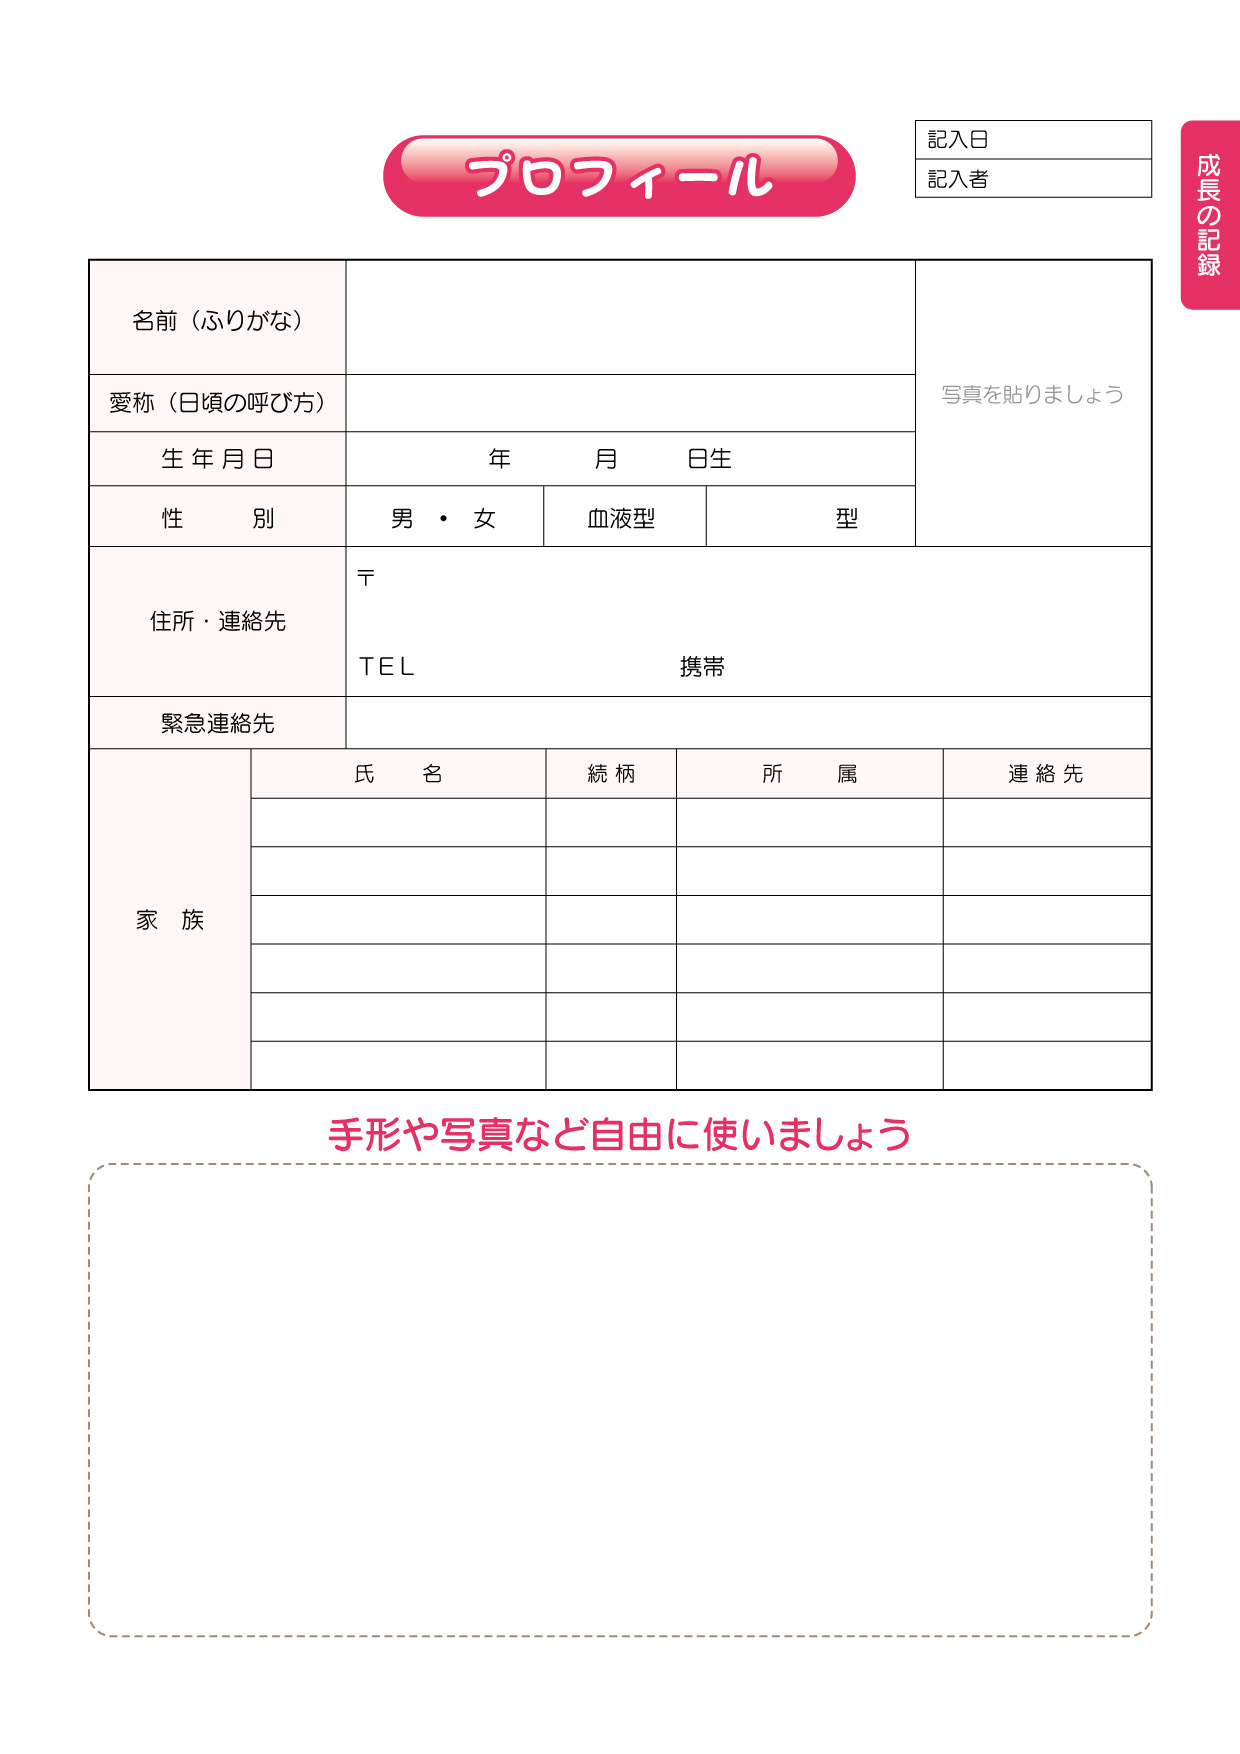 プロフィール
記入日
記入者
成長の記録
名前（ふりがな）
写真を貼りましょう
愛称（日頃の呼び方）
生年月日 年 月 日生
性 別 男 ・ 女 血液型 型
住所・連絡先
〒
TEL 携帯
緊急連絡先
家 族
氏 名 続柄 所 属 連絡先
手形や写真など自由に使いましょう